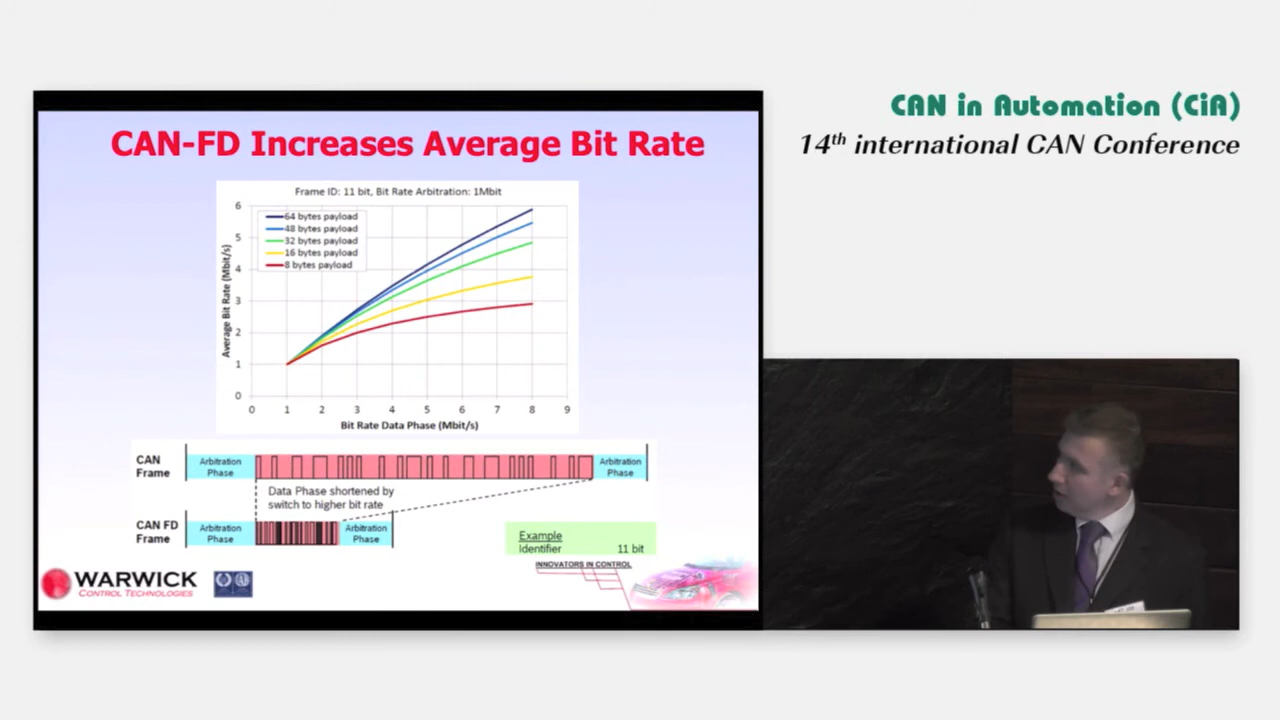 CAN in Automation (CiA)
14th international CAN Conference
CAN-FD Increases Average Bit Rate
Frame ID: 11 bit, Bit Rate Arbitration: 1Mbit
64 bytes payload
48 bytes payload
32 bytes payload
16 bytes payload
8 bytes payload
Average Bit Rate (Mbit/s)
6
5
4
3
2
1
0
0 1 2 3 4 5 6 7 8 9
Bit Rate Data Phase (Mbit/s)
CAN
Frame
Arbitration
Phase
Arbitration
Phase
Data Phase shortened by
switch to higher bit rate
CAN FD
Frame
Arbitration
Phase
Arbitration
Phase
Example
Identifier 11 bit
INNOVATORS IN CONTROL
WARWICK
CONTROL TECHNOLOGIES